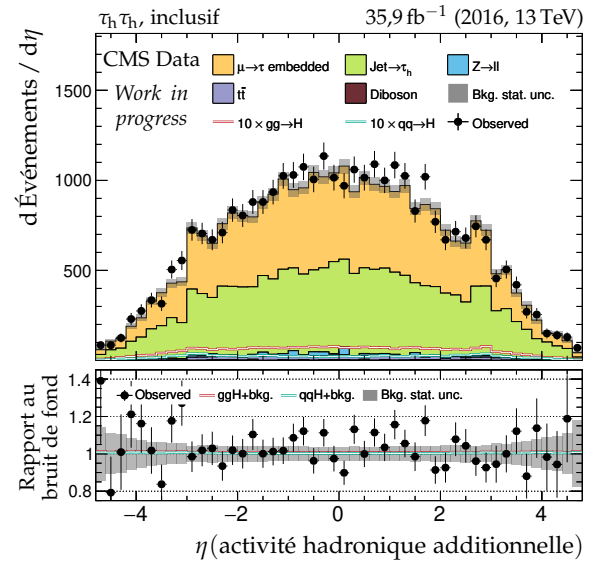 τₕτₕ, inclusif 35,9 fb⁻¹ (2016, 13 TeV)
CMS Data
Work in
progress
μ→τ embedded Jet→τₕ Z→ll
tt̄ Diboson Bkg. stat. unc.
10 × gg→H 10 × qq→H Observed
d Événements / dη
1500
1000
500
Observed ggH+bkg. qqH+bkg. Bkg. stat. unc.
Rapport au
bruit de fond
1.4
1.2
1
0.8
−4 −2 0 2 4
η(activité hadronique additionnelle)